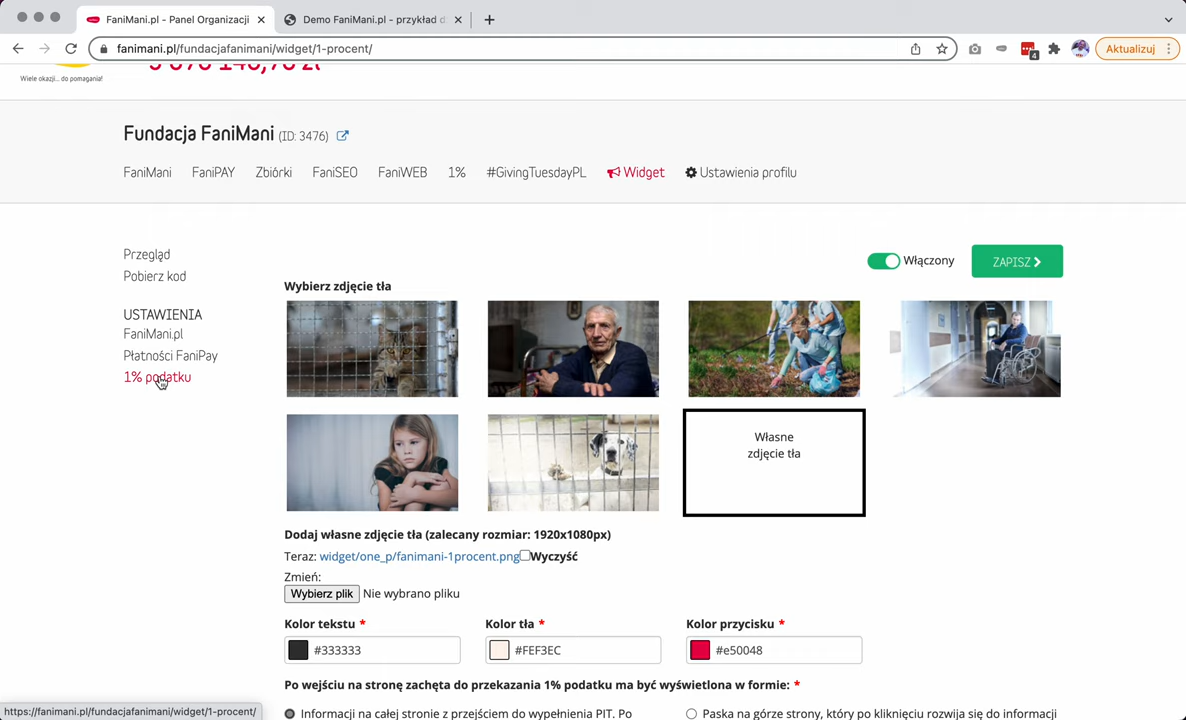 FaniMani.pl - Panel Organizacji
Demo FaniMani.pl - przykład d
fanimani.pl/fundacjafanimani/widget/1-procent/
4
Aktualizuj
Wiele okazji... do pomagania!
Fundacja FaniMani (ID: 3476)
FaniMani FaniPAY Zbiórki FaniSEO FaniWEB 1% #GivingTuesdayPL Widget Ustawienia profilu
Przegląd
Pobierz kod
USTAWIENIA
FaniMani.pl
Płatności FaniPay
1% podatku
Włączony
ZAPISZ
Wybierz zdjęcie tła
Własne
zdjęcie tła
Dodaj własne zdjęcie tła (zalecany rozmiar: 1920x1080px)
Teraz: widget/one_p/fanimani-1procent.png Wyczyść
Zmień:
Wybierz plik Nie wybrano pliku
Kolor tekstu * Kolor tła * Kolor przycisku *
#333333 #FEF3EC #e50048
Po wejściu na stronę zachęta do przekazania 1% podatku ma być wyświetlona w formie: *
Informacji na całej stronie z przejściem do wypełnienia PIT. Po
Paska na górze strony, który po kliknięciu rozwija się do informacji
https://fanimani.pl/fundacjafanimani/widget/1-procent/